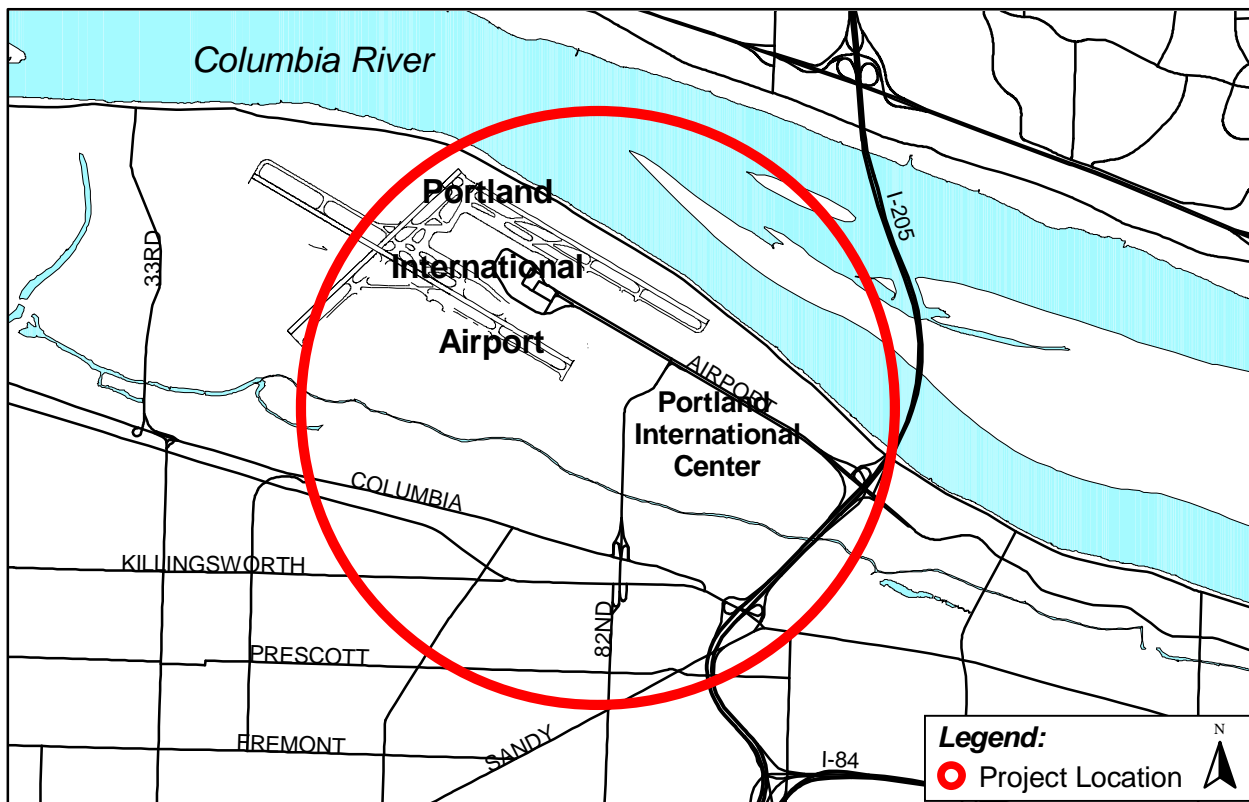 Columbia River
Portland
International
Airport
I-205
33RD
AIRPORT
Portland
International
Center
COLUMBIA
KILLINGSWORTH
82ND
PRESCOTT
FREMONT
SANDY
I-84
Legend:
Project Location
N